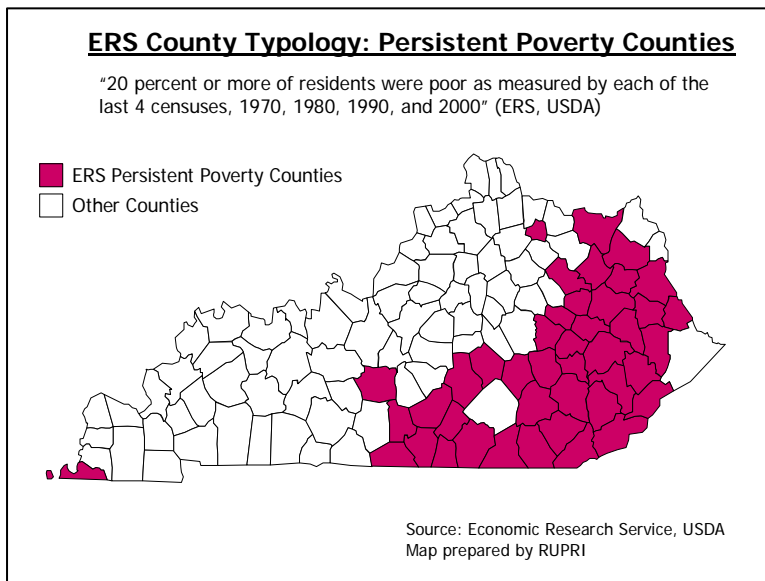 ERS County Typology: Persistent Poverty Counties
"20 percent or more of residents were poor as measured by each of the
last 4 censuses, 1970, 1980, 1990, and 2000" (ERS, USDA)
ERS Persistent Poverty Counties
Other Counties
Source: Economic Research Service, USDA
Map prepared by RUPRI